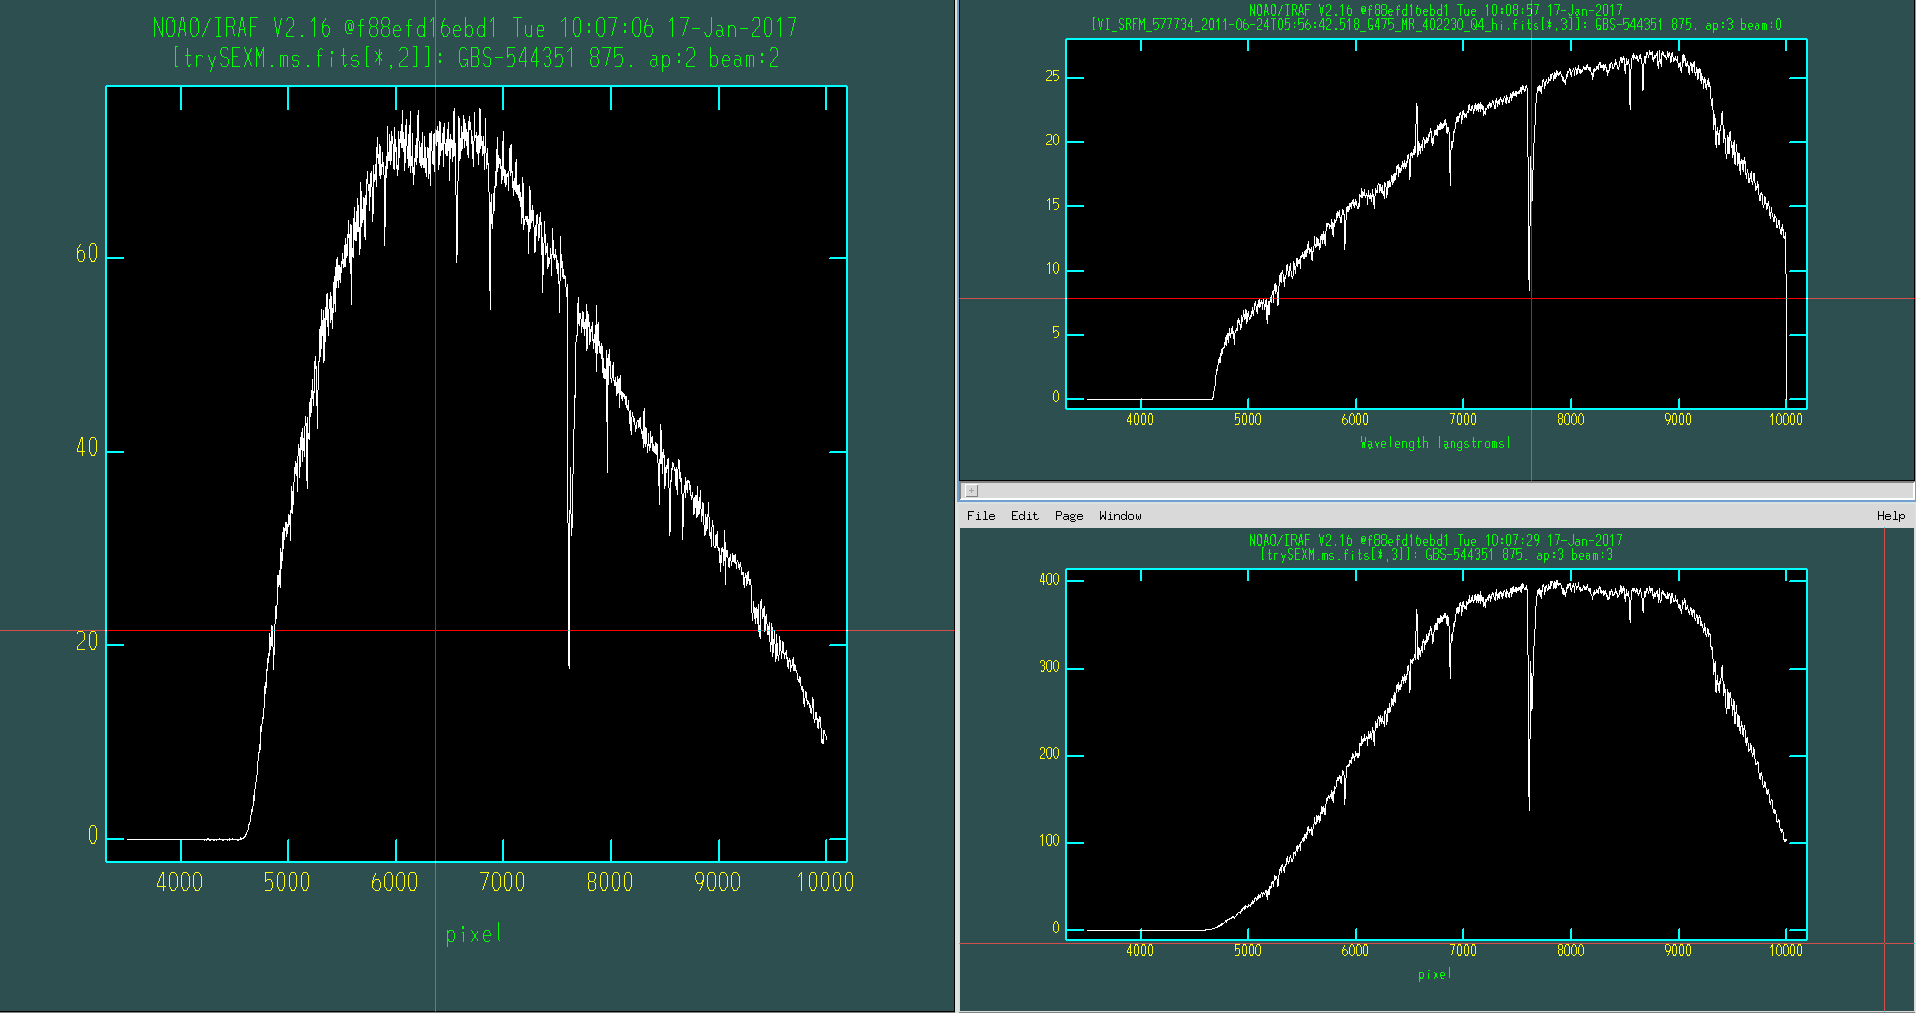 NOAO/IRAF V2.16 @f88efd16ebd1 Tue 10:07:06 17-Jan-2017
[trySEXM.ms.fits[*,2]]: GBS-544351 875. ap:2 beam:2
60
40
20
0
4000 5000 6000 7000 8000 9000 10000
pixel
NOAO/IRAF V2.16 @f88efd16ebd1 Tue 10:08:57 17-Jan-2017
[VI_SRFM_577734_2011-06-24T05:56:42.518_G475_MR_402230_04_hi.fits[*,3]]: GBS-544351 875. ap:3 beam:0
25
20
15
10
5
0
4000 5000 6000 7000 8000 9000 10000
Wavelength (angstroms)
File Edit Page Window Help
NOAO/IRAF V2.16 @f88efd16ebd1 Tue 10:07:29 17-Jan-2017
[trySEXM.ms.fits[*,3]]: GBS-544351 875. ap:3 beam:3
400
300
200
100
0
4000 5000 6000 7000 8000 9000 10000
pixel